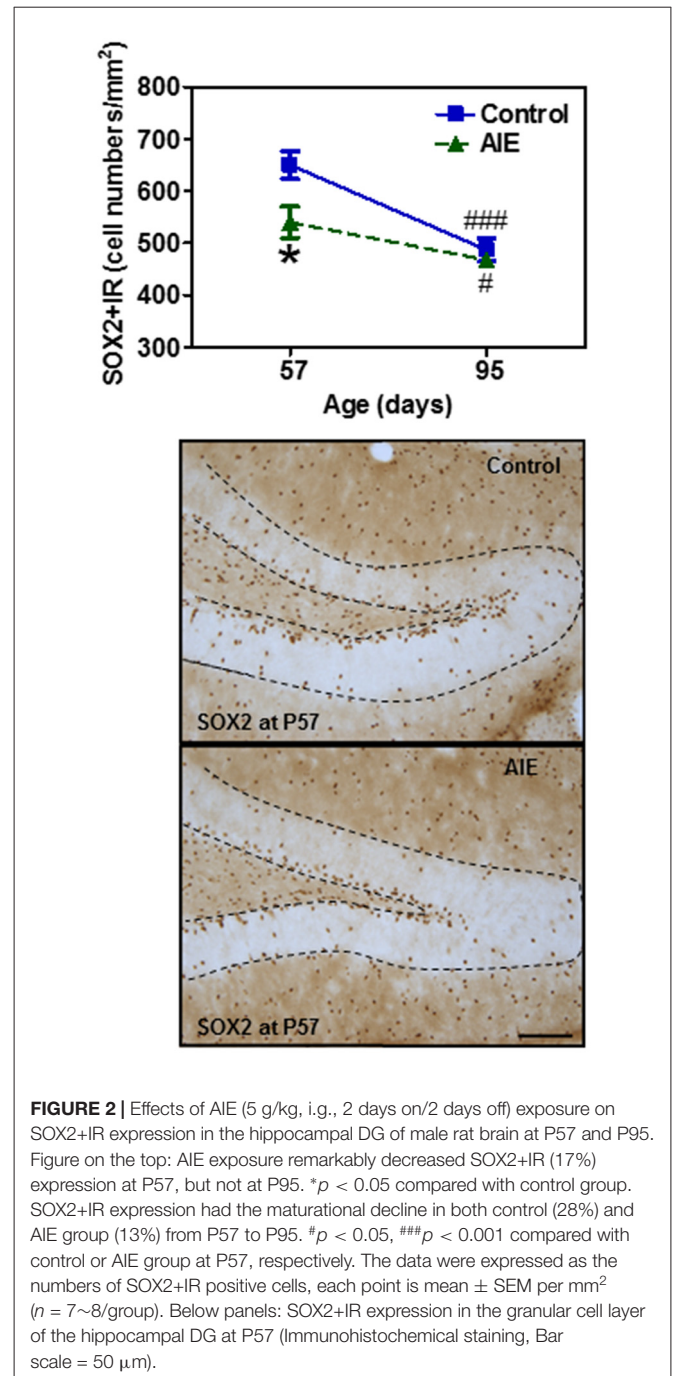 SOX2+IR (cell numbers/mm²)
800
700
600
500
400
300
Control
AIE
*
###
#
57
95
Age (days)
Control
SOX2 at P57
AIE
SOX2 at P57
FIGURE 2 | Effects of AIE (5 g/kg, i.g., 2 days on/2 days off) exposure on
SOX2+IR expression in the hippocampal DG of male rat brain at P57 and P95.
Figure on the top: AIE exposure remarkably decreased SOX2+IR (17%)
expression at P57, but not at P95. *p < 0.05 compared with control group.
SOX2+IR expression had the maturational decline in both control (28%) and
AIE group (13%) from P57 to P95. #p < 0.05, ###p < 0.001 compared with
control or AIE group at P57, respectively. The data were expressed as the
numbers of SOX2+IR positive cells, each point is mean ± SEM per mm²
(n = 7~8/group). Below panels: SOX2+IR expression in the granular cell layer
of the hippocampal DG at P57 (Immunohistochemical staining, Bar
scale = 50 μm).